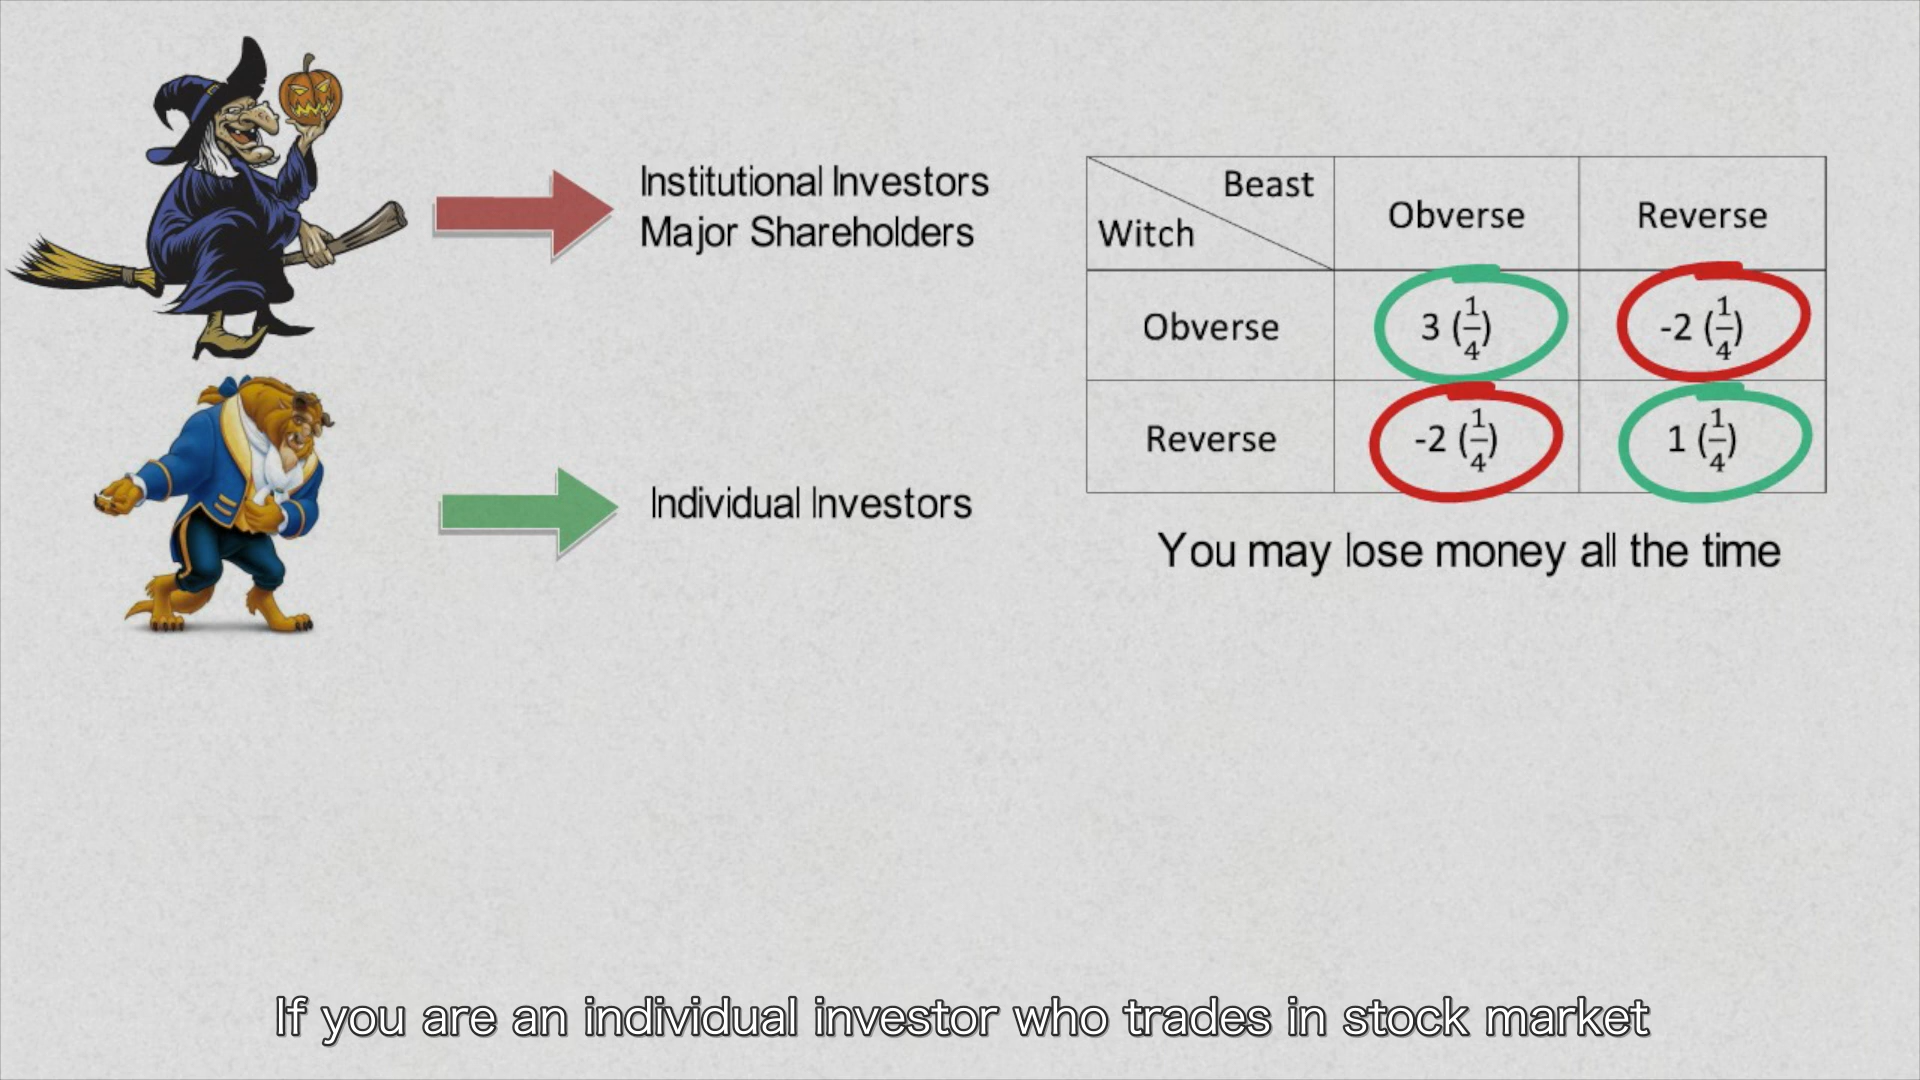 Institutional Investors
Major Shareholders
Individual Investors
Beast
Witch
Obverse
Reverse
Obverse
3 (1/4)
-2 (1/4)
Reverse
-2 (1/4)
1 (1/4)
You may lose money all the time
If you are an individual investor who trades in stock market